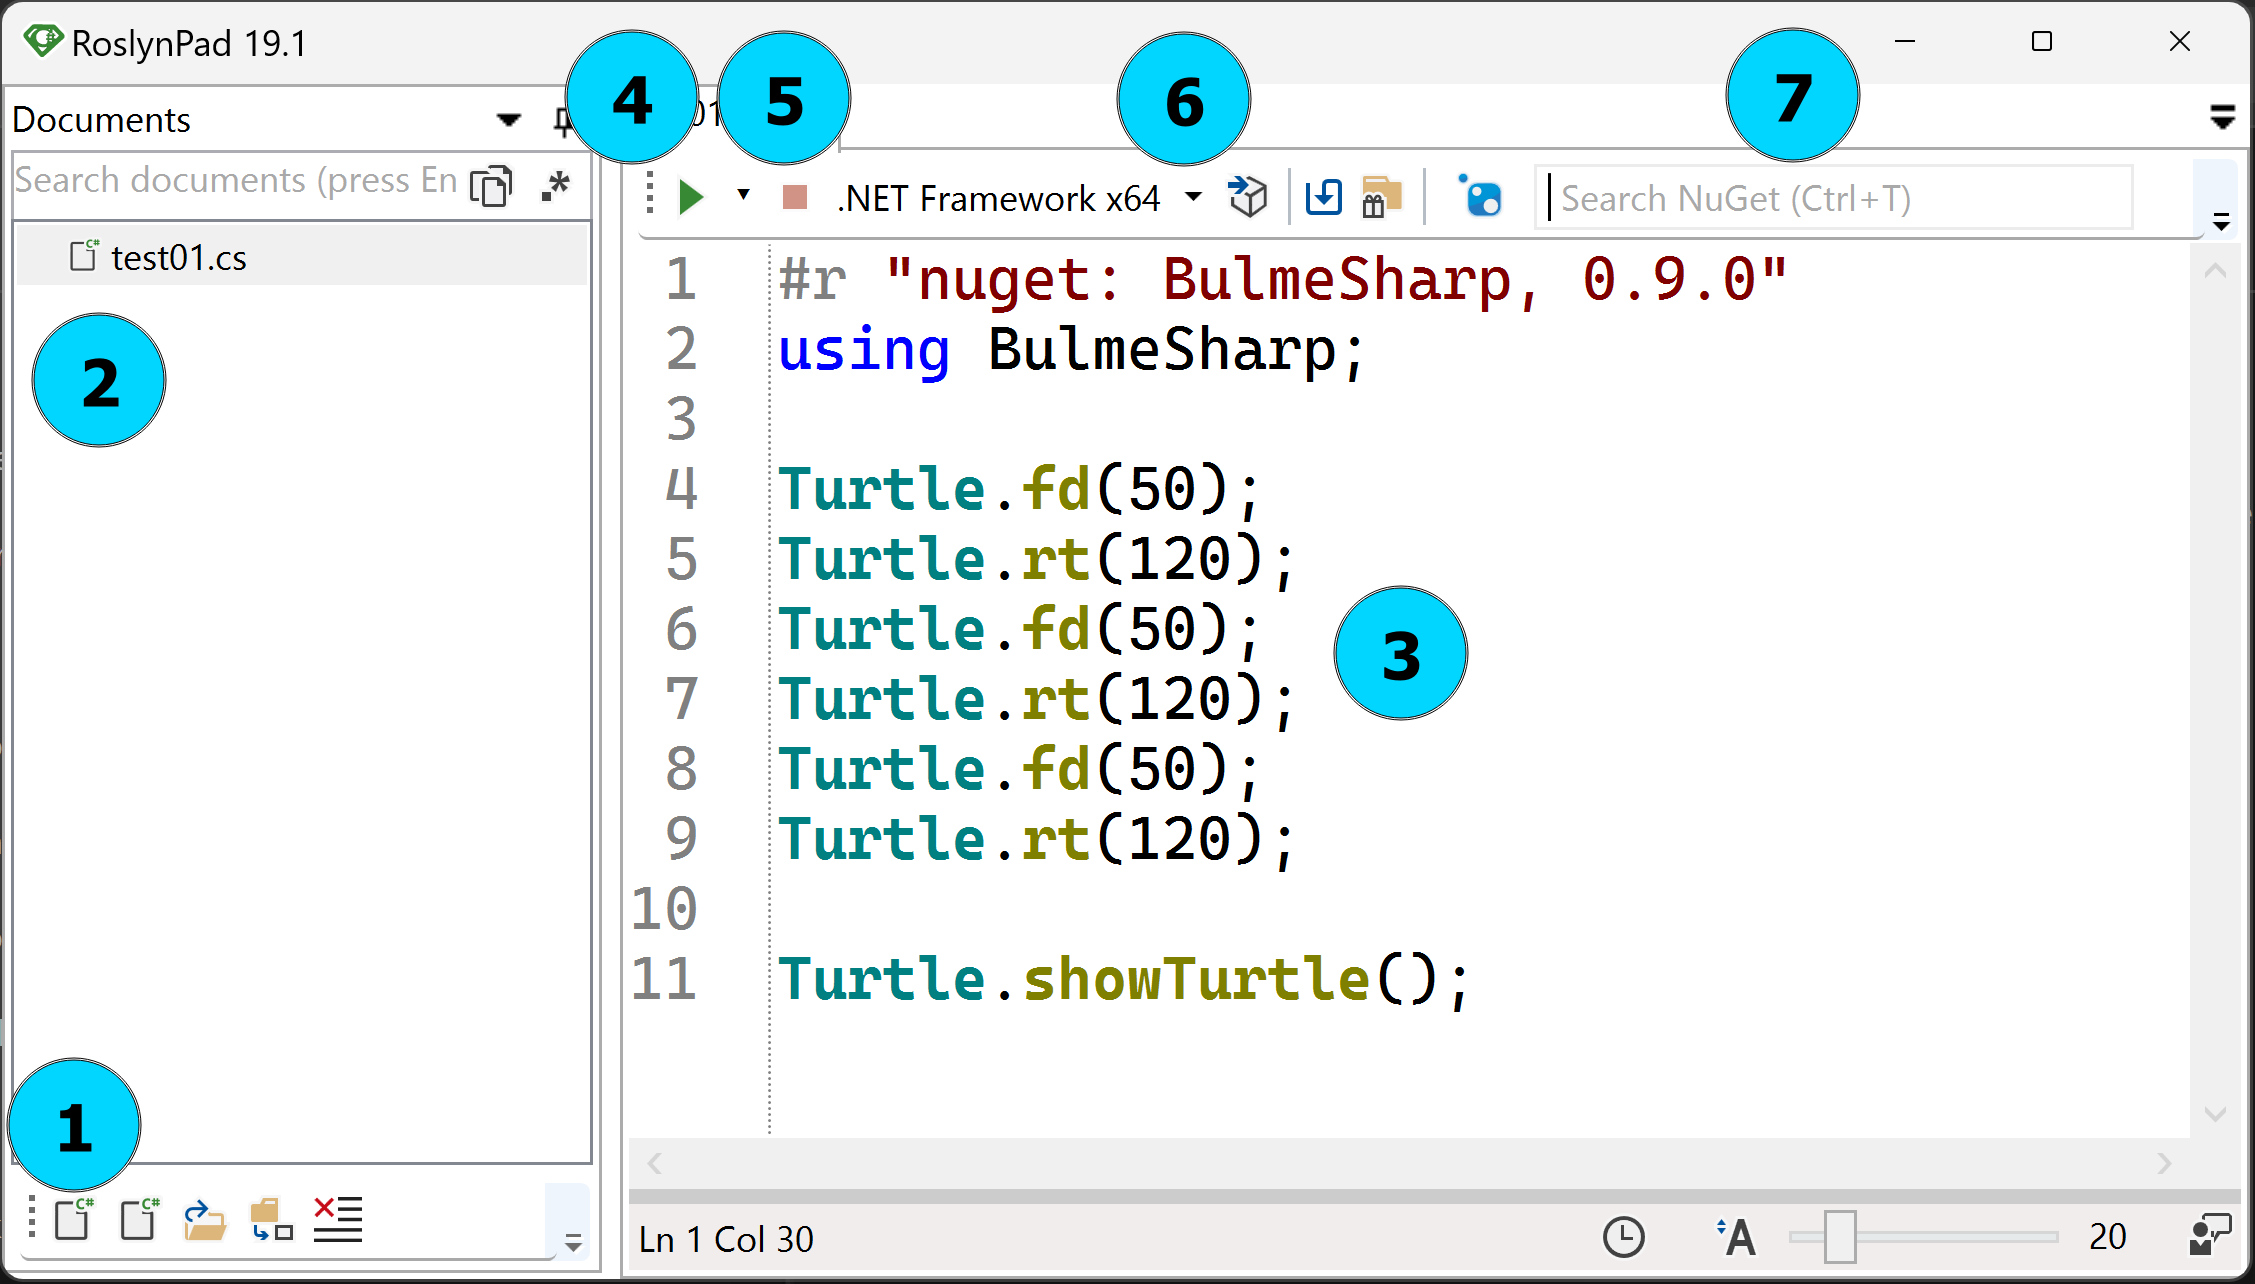 RoslynPad 19.1
4
5
6
7
Documents
01
Search documents (press En
.NET Framework x64
Search NuGet (Ctrl+T)
test01.cs
2
1 #r "nuget: BulmeSharp, 0.9.0"
2 using BulmeSharp;
3
4 Turtle.fd(50);
5 Turtle.rt(120);
6 Turtle.fd(50);
3
7 Turtle.rt(120);
8 Turtle.fd(50);
9 Turtle.rt(120);
10
11 Turtle.showTurtle();
1
C#
C#
Ln 1 Col 30
A
20